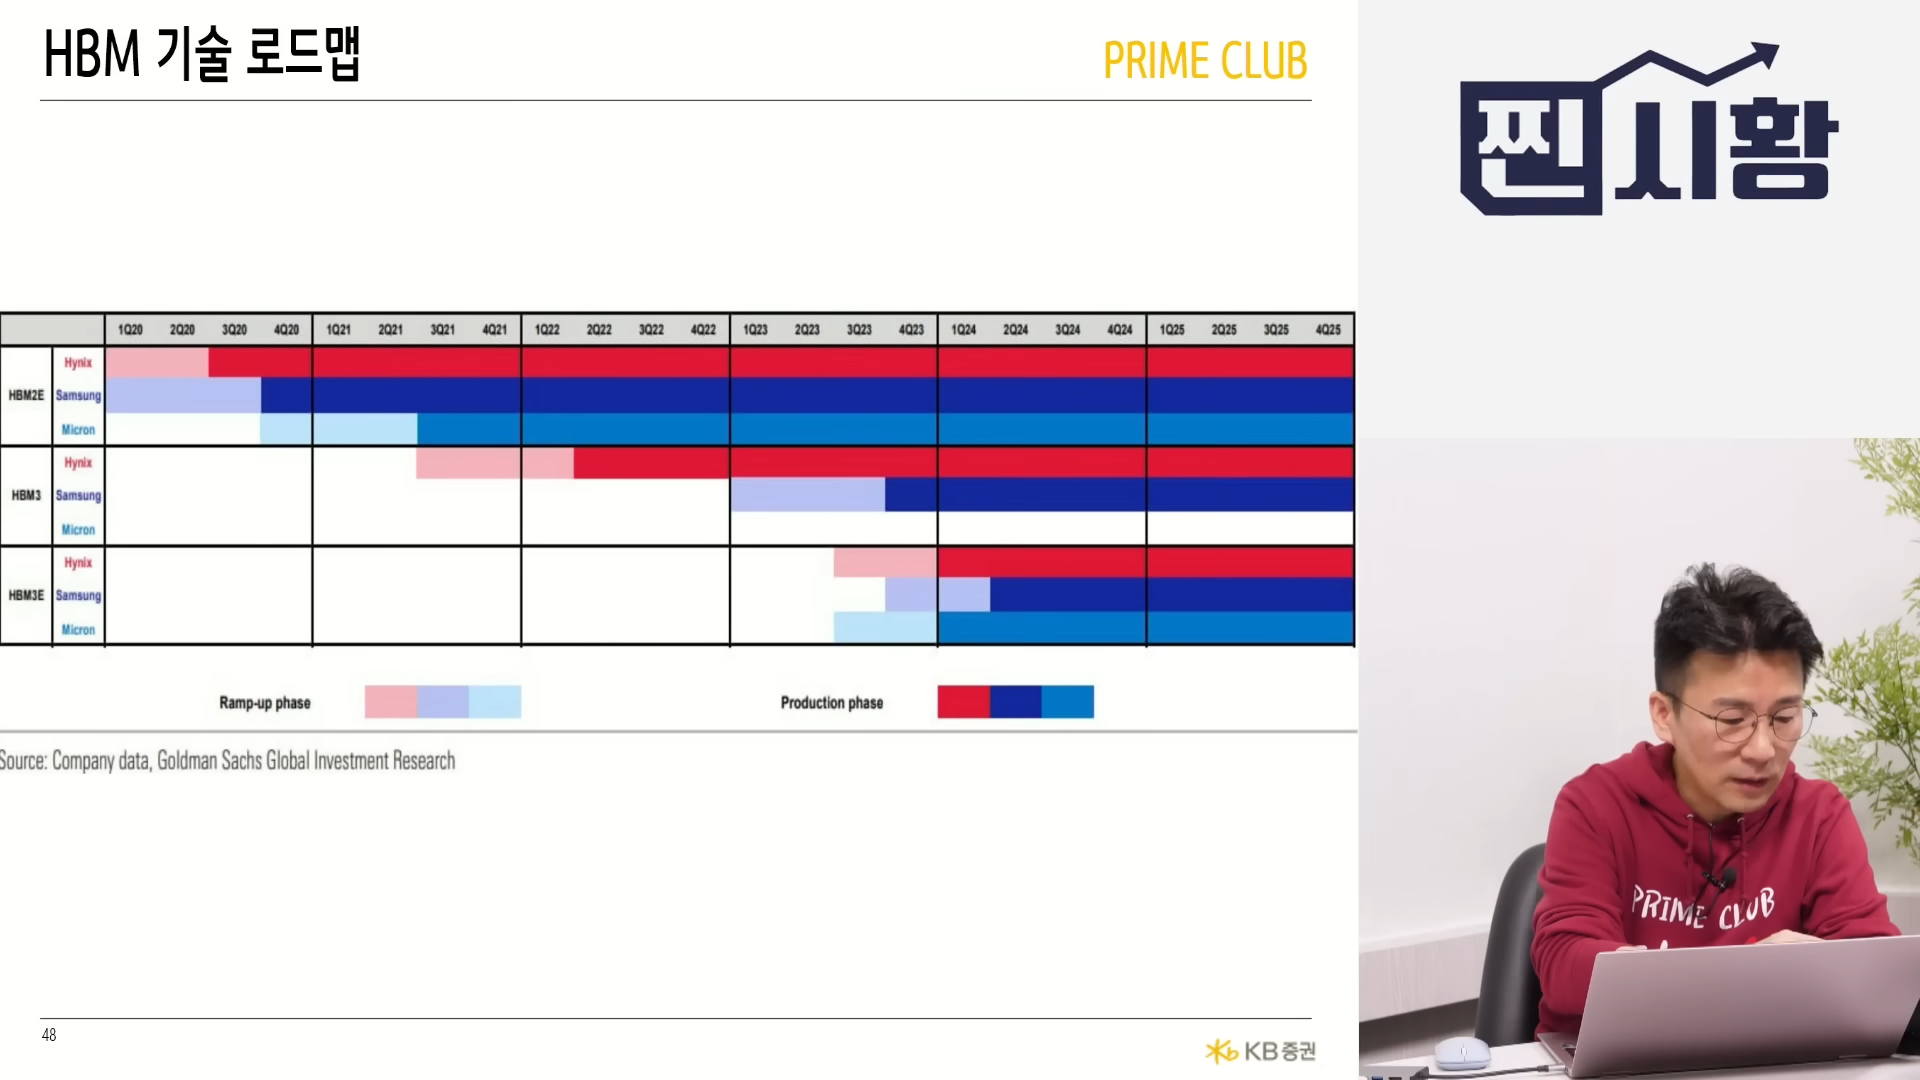 HBM 기술 로드맵
PRIME CLUB
찐시황
1Q20 2Q20 3Q20 4Q20 1Q21 2Q21 3Q21 4Q21 1Q22 2Q22 3Q22 4Q22 1Q23 2Q23 3Q23 4Q23 1Q24 2Q24 3Q24 4Q24 1Q25 2Q25 3Q25 4Q25
HBM2E
Hynix
Samsung
Micron
HBM3
Hynix
Samsung
Micron
HBM3E
Hynix
Samsung
Micron
Ramp-up phase
Production phase
Source: Company data, Goldman Sachs Global Investment Research
48
KB증권
PRIME CLUB